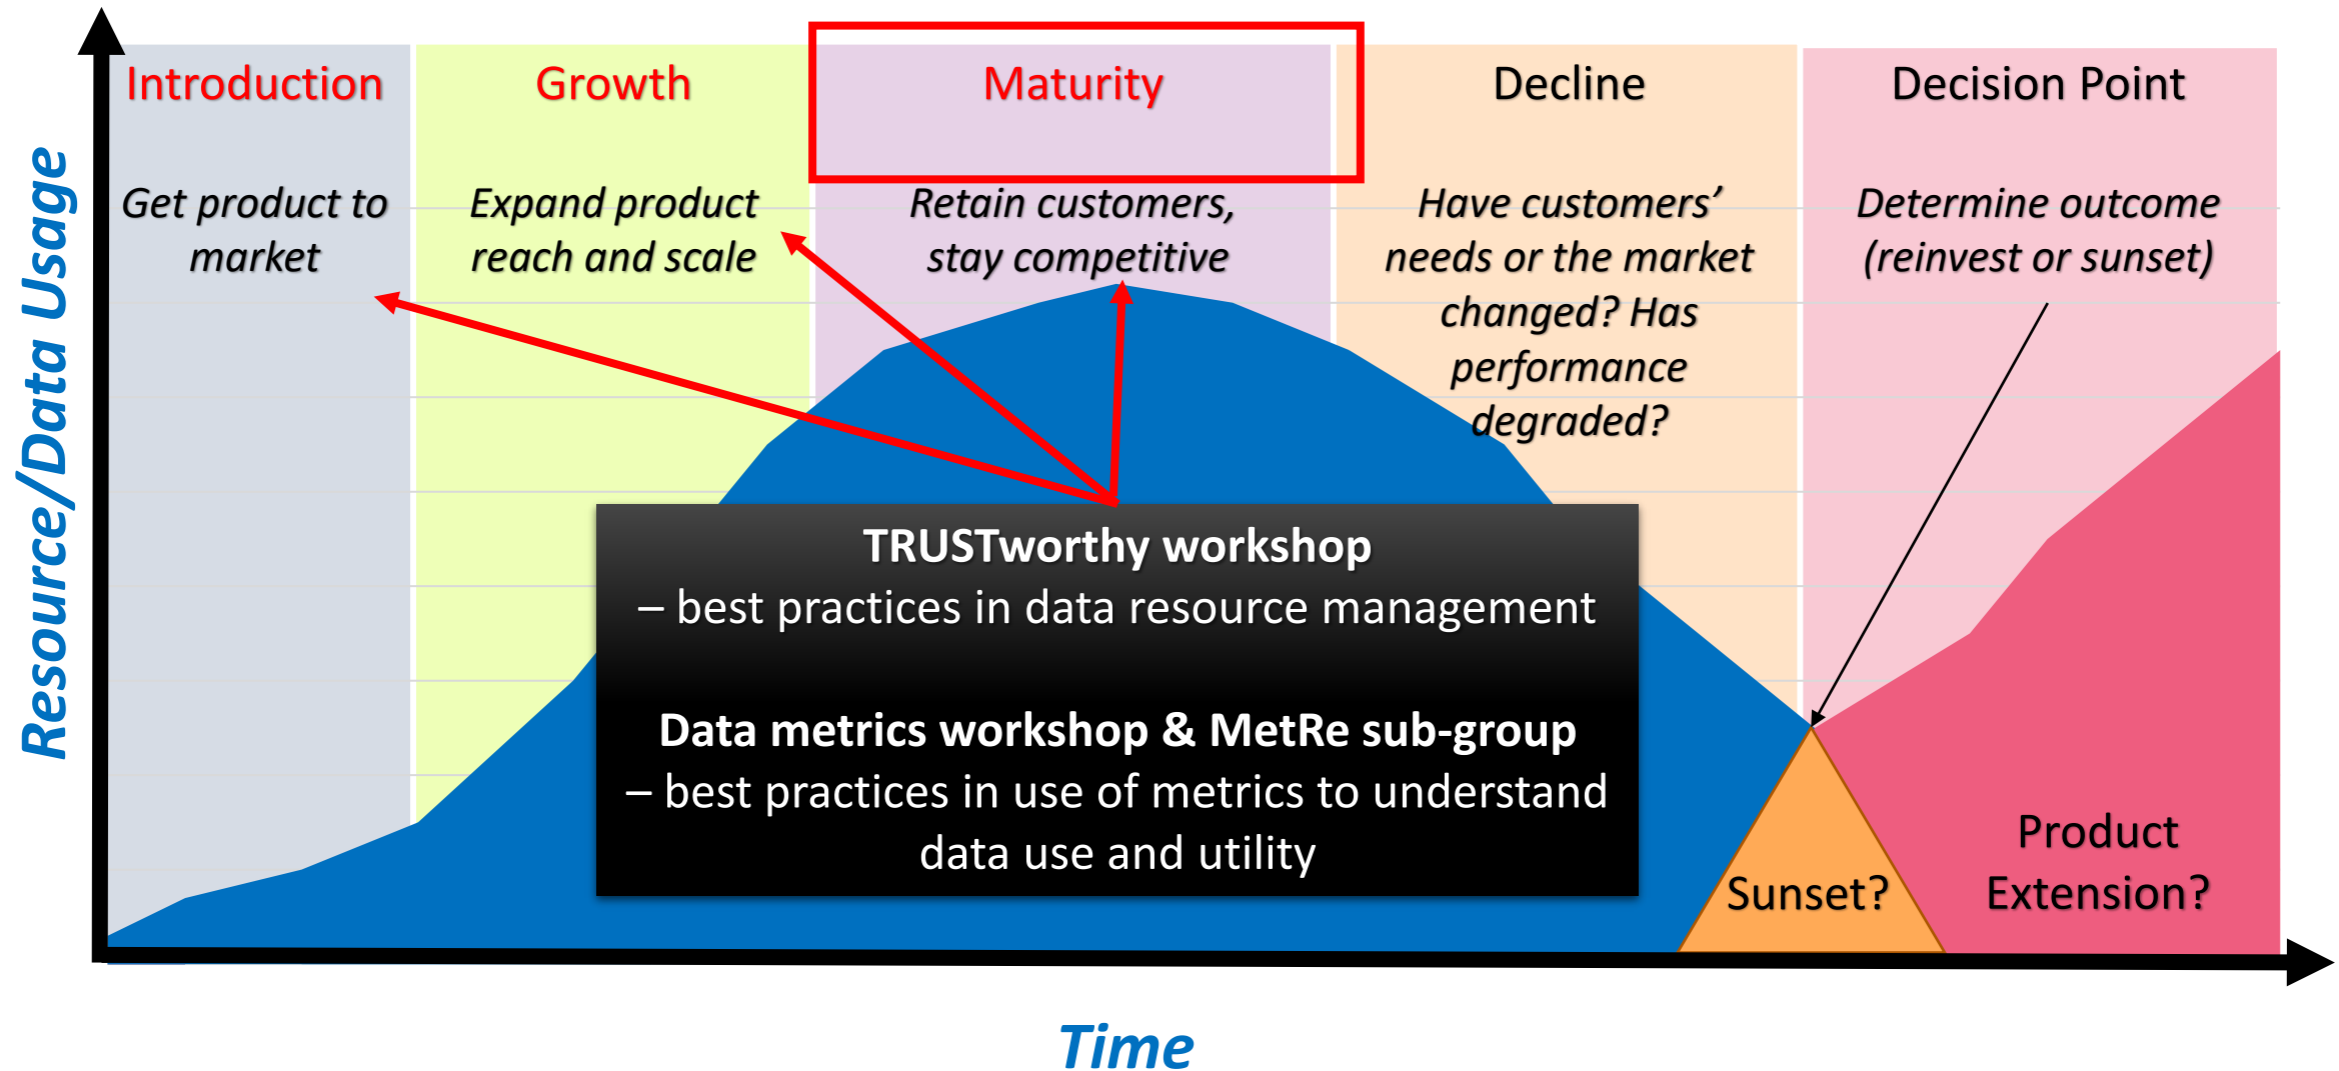 Introduction
Growth
Maturity
Decline
Decision Point
Get product to
market
Expand product
reach and scale
Retain customers,
stay competitive
Have customers’
needs or the market
changed? Has
performance
degraded?
Determine outcome
(reinvest or sunset)
Resource/Data Usage
TRUSTworthy workshop
– best practices in data resource management
Data metrics workshop & MetRe sub-group
– best practices in use of metrics to understand
data use and utility
Sunset?
Product
Extension?
Time